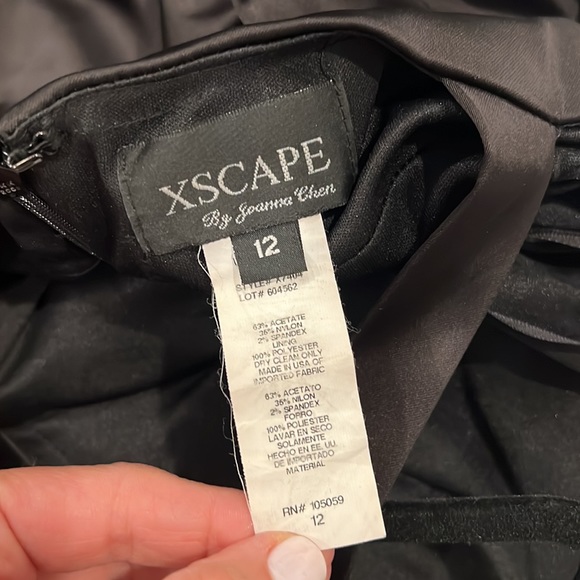 XSCAPE
By Joanna Chen
12
STYLE# X7404
LOT# 604562
63% ACETATE
35% NYLON
2% SPANDEX
LINING
100% POLYESTER
DRY CLEAN ONLY
MADE IN USA OF
IMPORTED FABRIC
63% ACETATO
35% NILON
2% SPANDEX
FORRO
100% POLIESTER
LAVAR EN SECO
SOLAMENTE
HECHO EN EE. UU.
DE IMPORTADO
MATERIAL
RN# 105059
12